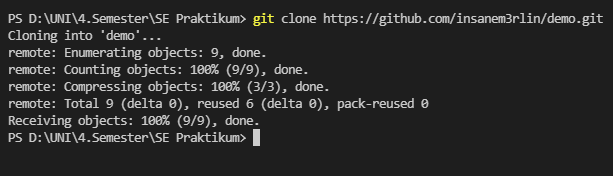 PS D:\UNI\4.Semester\SE Praktikum> git clone https://github.com/insanem3rlin/demo.git
Cloning into 'demo'...
remote: Enumerating objects: 9, done.
remote: Counting objects: 100% (9/9), done.
remote: Compressing objects: 100% (3/3), done.
remote: Total 9 (delta 0), reused 6 (delta 0), pack-reused 0
Receiving objects: 100% (9/9), done.
PS D:\UNI\4.Semester\SE Praktikum>